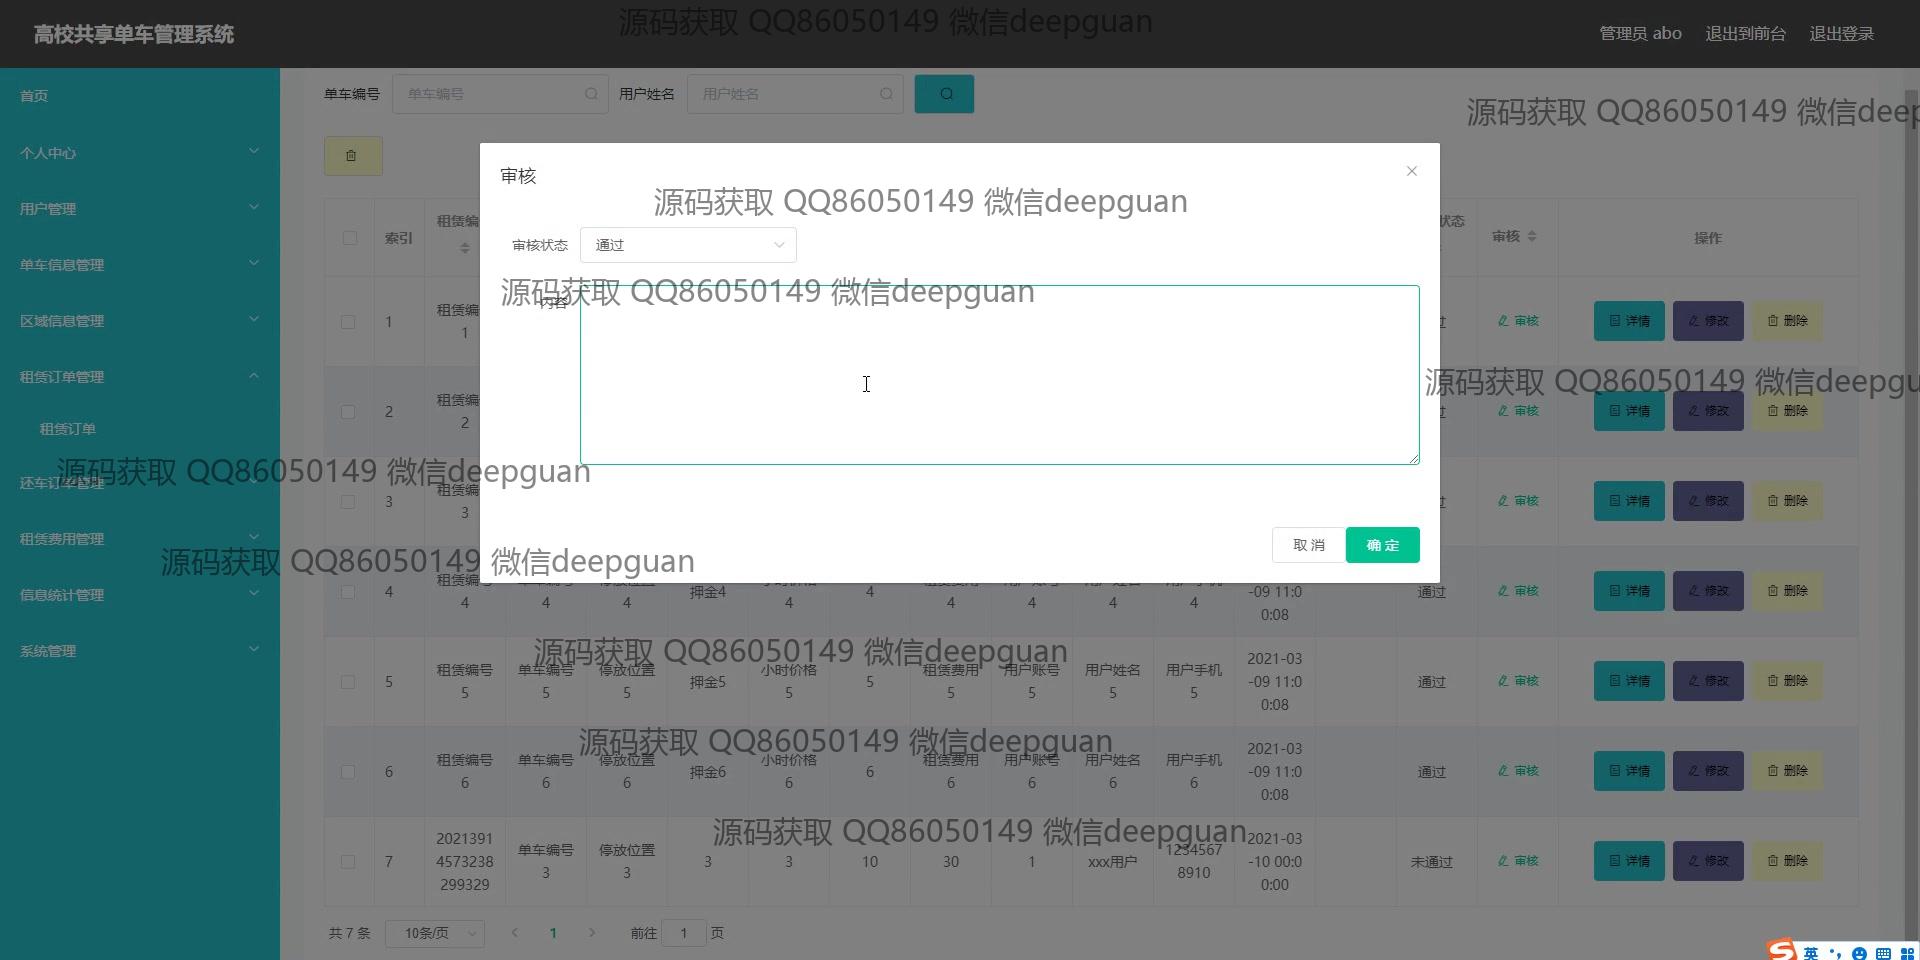 高校共享单车管理系统
源码获取 QQ86050149 微信deepguan
管理员 abo 退出到前台 退出登录
首页
个人中心
用户管理
单车信息管理
区域信息管理
租赁订单管理
租赁订单
还车订单管理
租赁费用管理
信息统计管理
系统管理
单车编号 单车编号 用户姓名 用户姓名
源码获取 QQ86050149 微信deep
审核
源码获取 QQ86050149 微信deepguan
审核状态 通过
源码获取 QQ86050149 微信deepguan
内容
取消 确定
索引 租赁编 状态 审核 操作
1 租赁编 1 审核 详情 修改 删除
源码获取 QQ86050149 微信deepgu
2 租赁编 2 审核 详情 修改 删除
源码获取 QQ86050149 微信deepguan
3 租赁编 3 审核 详情 修改 删除
源码获取 QQ86050149 微信deepguan
4 租赁编 4 4 4 押金4 小时价格 4 4 4 4 4 4 -09 11:0 0:08 通过 审核 详情 修改 删除
源码获取 QQ86050149 微信deepguan
5 租赁编号 5 单车编号 5 停放位置 5 押金5 小时价格 5 5 租赁费用 5 用户账号 5 用户姓名 5 用户手机 5 2021-03 -09 11:0 0:08 通过 审核 详情 修改 删除
源码获取 QQ86050149 微信deepguan
6 租赁编号 6 单车编号 6 停放位置 6 押金6 小时价格 6 6 租赁费用 6 用户账号 6 用户姓名 6 用户手机 6 2021-03 -09 11:0 0:08 通过 审核 详情 修改 删除
源码获取 QQ86050149 微信deepguan
7 2021391 4573238 299329 单车编号 3 停放位置 3 3 3 10 30 1 xxx用户 1234567 8910 2021-03 -10 00:0 0:00 未通过 审核 详情 修改 删除
共 7 条 10条/页 1 前往 1 页
英